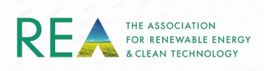 REA
THE ASSOCIATION
FOR RENEWABLE ENERGY
& CLEAN TECHNOLOGY